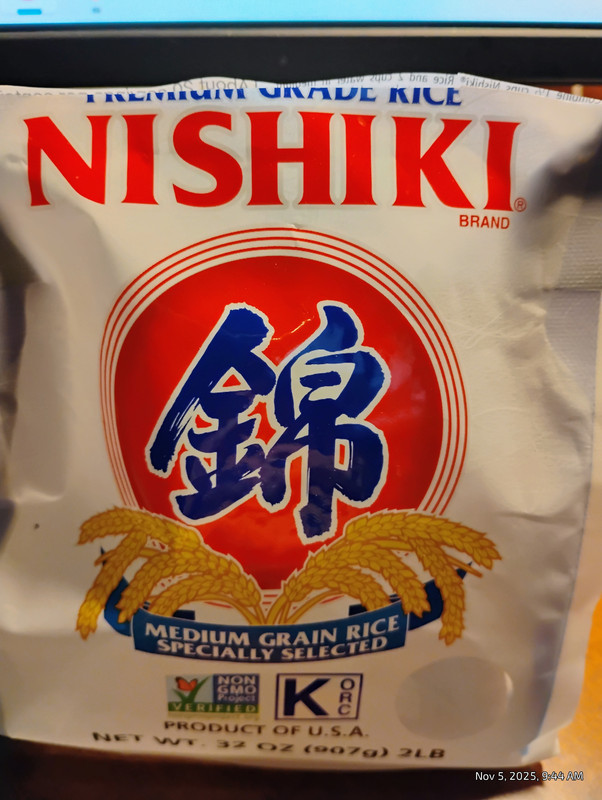 PREMIUM GRADE RICE
NISHIKI®
BRAND
錦
MEDIUM GRAIN RICE
SPECIALLY SELECTED
NON
GMO
Project
VERIFIED
K
ORC
PRODUCT OF U.S.A.
NET WT. 32 OZ (907g) 2LB
Nov 5, 2025, 9:44 AM